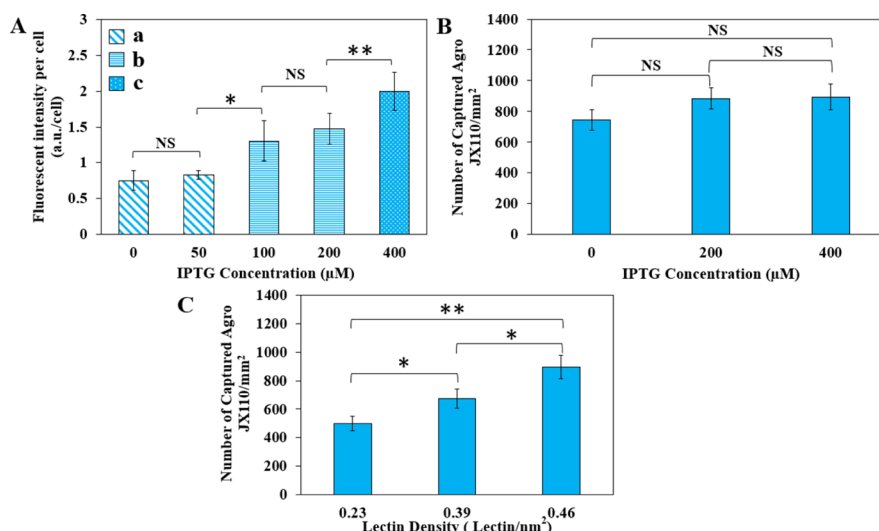 A
3
2.5
2
1.5
1
0.5
0
a
b
c
NS
*
NS
**
0 50 100 200 400
IPTG Concentration (µM)
Fluorescent intensity per cell
(a.u./cell)
B
1400
1200
1000
800
600
400
200
0
NS
NS
NS
0 200 400
IPTG Concentration (µM)
Number of Captured Agro
JX110/mm²
C
1400
1200
1000
800
600
400
200
0
**
*
*
0.23 0.39 0.46
Lectin Density ( Lectin/nm²)
Number of Captured Agro
JX110/mm²